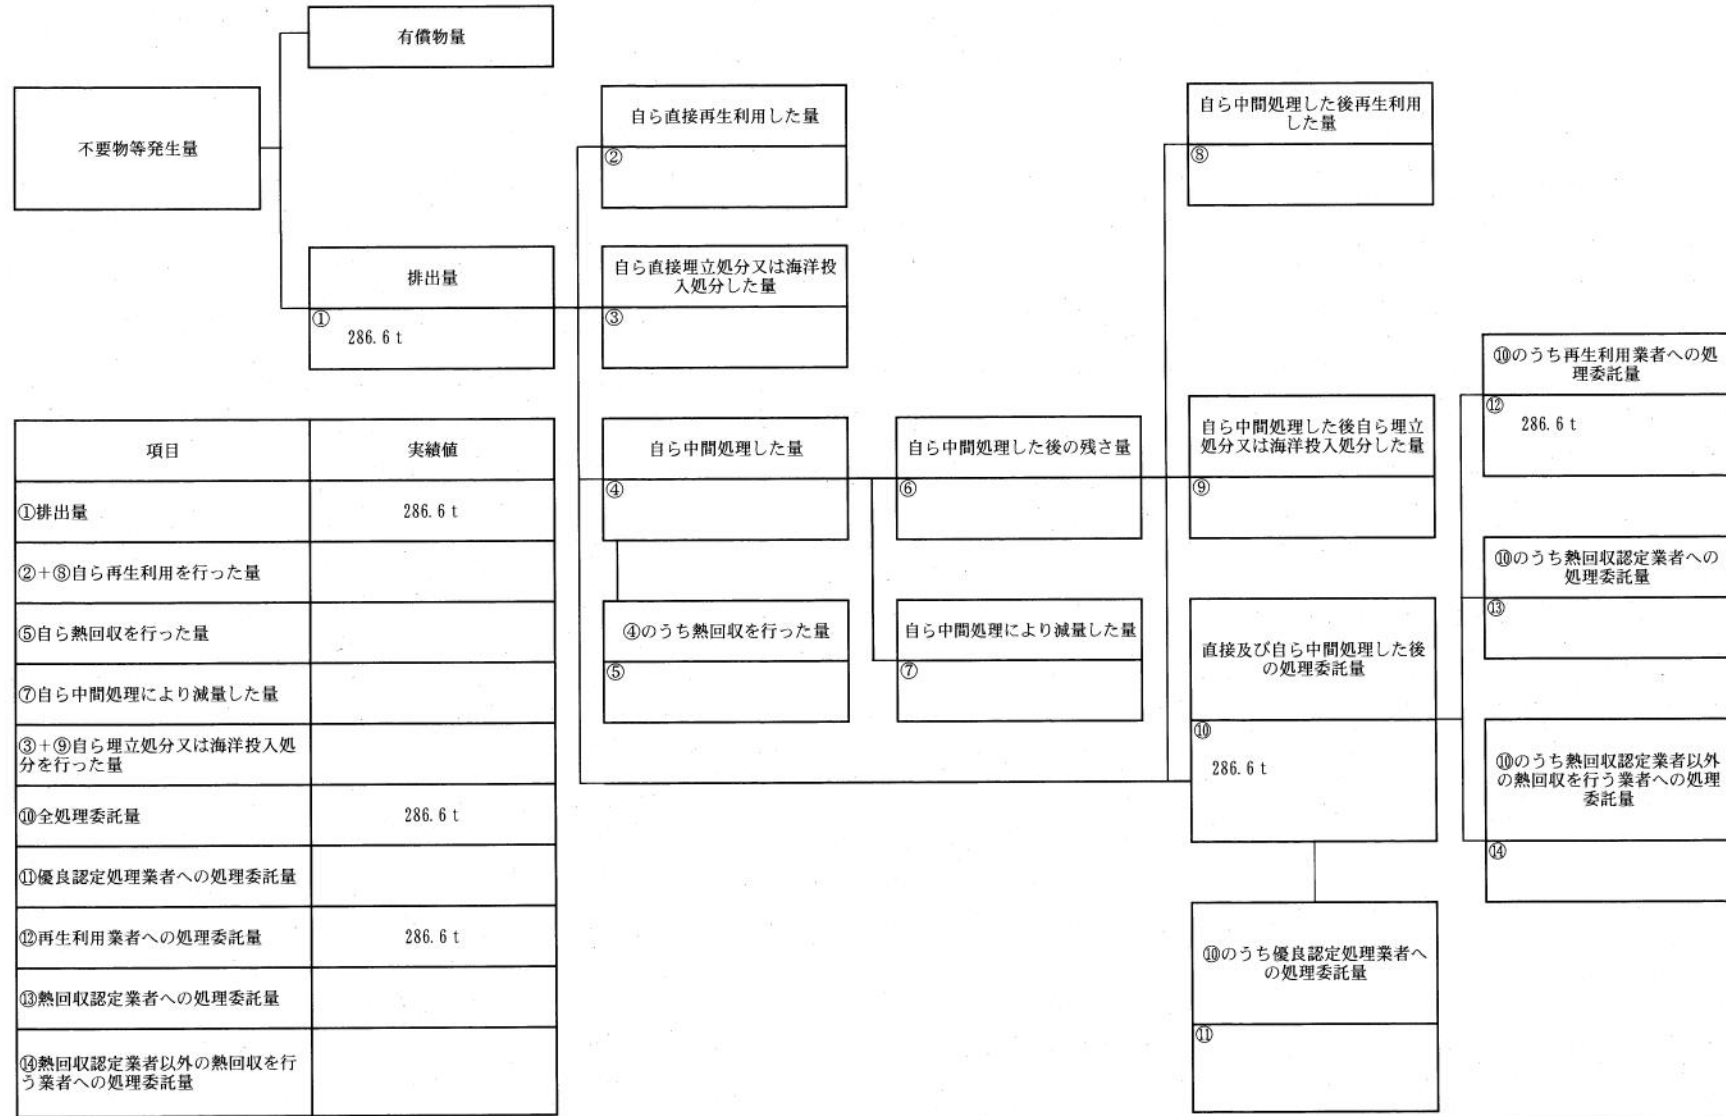 有償物量
不要物等発生量
自ら直接再生利用した量
②
自ら中間処理した後再生利用
した量
⑧
排出量
①
286.6 t
自ら直接埋立処分又は海洋投
入処分した量
③
⑩のうち再生利用業者への処
理委託量
⑫
286.6 t
自ら中間処理した量
④
自ら中間処理した後の残さ量
⑥
自ら中間処理した後自ら埋立
処分又は海洋投入処分した量
⑨
⑩のうち熱回収認定業者への
処理委託量
⑬
④のうち熱回収を行った量
⑤
自ら中間処理により減量した量
⑦
直接及び自ら中間処理した後
の処理委託量
⑩
286.6 t
⑩のうち熱回収認定業者以外
の熱回収を行う業者への処理
委託量
⑭
⑩のうち優良認定処理業者へ
の処理委託量
⑪
項目 実績値
①排出量 286.6 t
②+⑧自ら再生利用を行った量
⑤自ら熱回収を行った量
⑦自ら中間処理により減量した量
③+⑨自ら埋立処分又は海洋投入処
分を行った量
⑩全処理委託量 286.6 t
⑪優良認定処理業者への処理委託量
⑫再生利用業者への処理委託量 286.6 t
⑬熱回収認定業者への処理委託量
⑭熱回収認定業者以外の熱回収を行
う業者への処理委託量